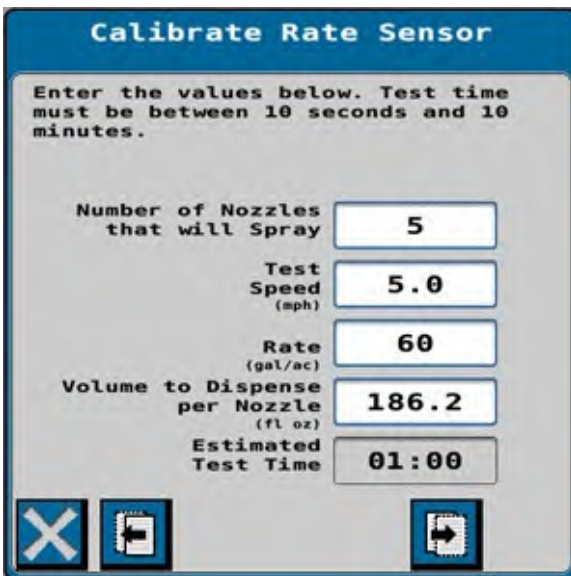 Calibrate Rate Sensor
Enter the values below. Test time
must be between 10 seconds and 10
minutes.
Number of Nozzles
that will Spray
5
Test
Speed
(mph)
5.0
Rate
(gal/ac)
60
Volume to Dispense
per Nozzle
(fl oz)
186.2
Estimated
Test Time
01:00